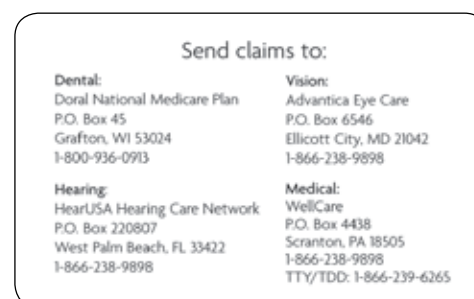 Send claims to:
Dental:
Doral National Medicare Plan
P.O. Box 45
Grafton, WI 53024
1-800-936-0913
Hearing:
HearUSA Hearing Care Network
P.O. Box 220807
West Palm Beach, FL 33422
1-866-238-9898
Vision:
Advantica Eye Care
P.O. Box 6546
Ellicott City, MD 21042
1-866-238-9898
Medical:
WellCare
P.O. Box 4438
Scranton, PA 18505
1-866-238-9898
TTY/TDD: 1-866-239-6265